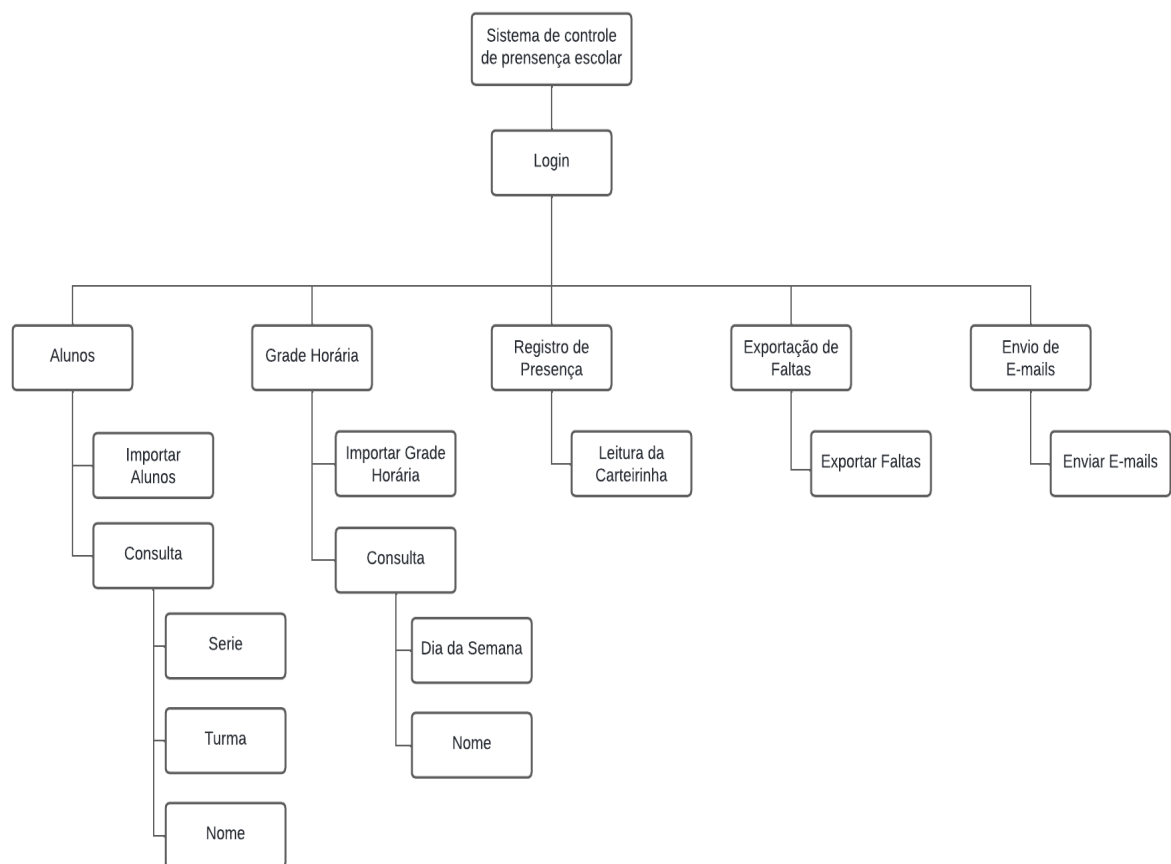 Sistema de controle
de prensença escolar
Login
Alunos
Grade Horária
Registro de
Presença
Exportação de
Faltas
Envio de
E-mails
Importar
Alunos
Importar Grade
Horária
Leitura da
Carteirinha
Exportar Faltas
Enviar E-mails
Consulta
Consulta
Serie
Dia da Semana
Turma
Nome
Nome